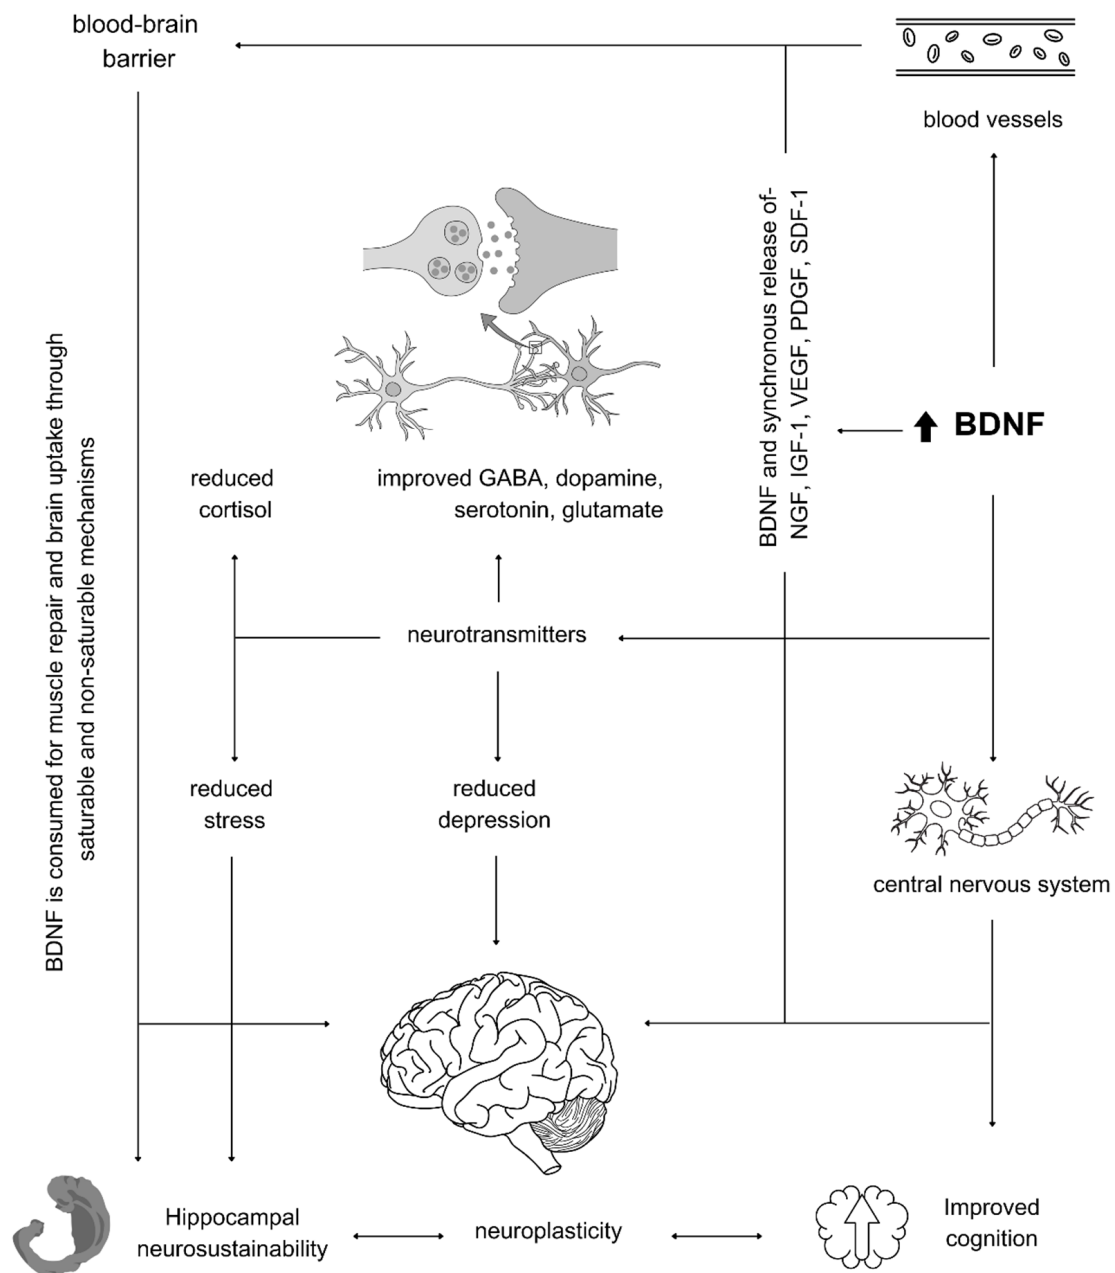 blood-brain
barrier
blood vessels
BDNF and synchronous release of-
NGF, IGF-1, VEGF, PDGF, SDF-1
BDNF
BDNF is consumed for muscle repair and brain uptake through
saturable and non-saturable mechanisms
reduced
cortisol
improved GABA, dopamine,
serotonin, glutamate
neurotransmitters
reduced
stress
reduced
depression
central nervous system
Hippocampal
neurosustainability
neuroplasticity
Improved
cognition